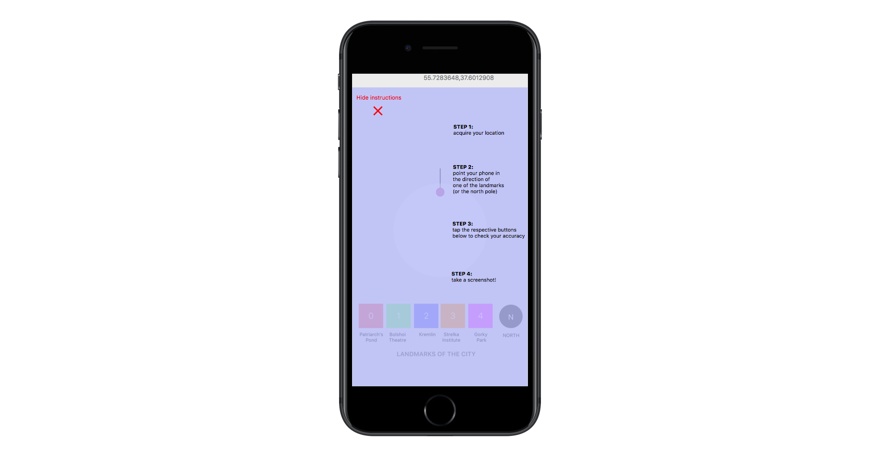 55.7283648,37.6012908
Hide instructions
STEP 1:
acquire your location
STEP 2:
point your phone in
the direction of
one of the landmarks
(or the north pole)
STEP 3:
tap the respective buttons
below to check your accuracy
STEP 4:
take a screenshot!
0 1 2 3 4 N
Patriarch's
Pond
Bolshoi
Theatre
Kremlin
Strelka
Institute
Gorky
Park
NORTH
LANDMARKS OF THE CITY